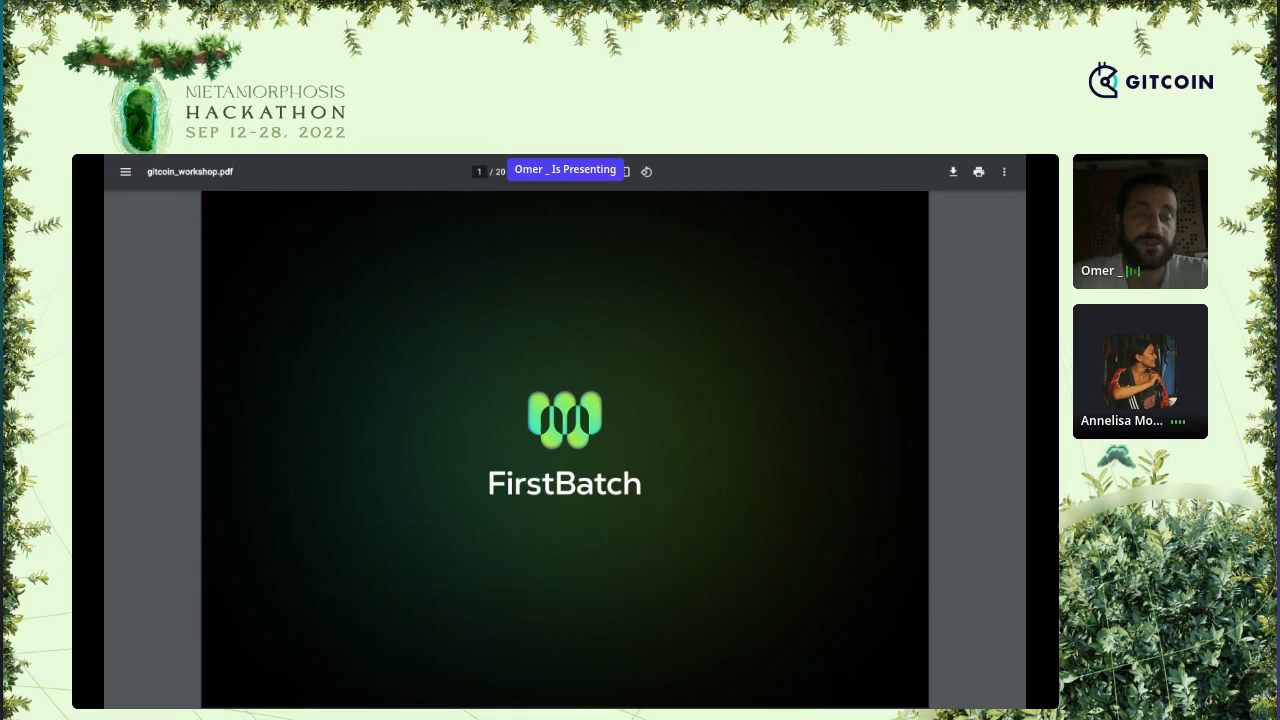 METAMORPHOSIS
HACKATHON
SEP 12-28, 2022
GITCOIN
gitcoin_workshop.pdf
1 / 20
Omer _ Is Presenting
FirstBatch
Omer _
Annelisa Mo...